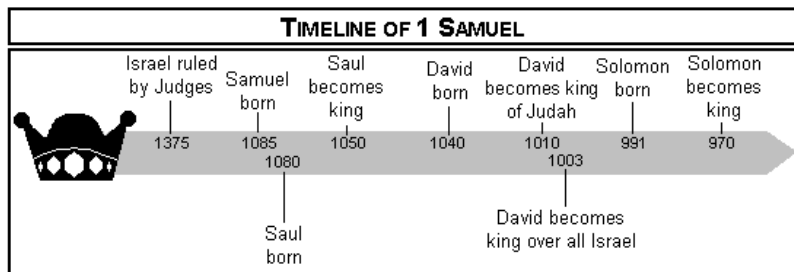 TIMELINE OF 1 SAMUEL
Israel ruled
by Judges
Samuel
born
Saul
becomes
king
David
born
David
becomes king
of Judah
Solomon
born
Solomon
becomes
king
1375
1085
1080
1050
1040
1010
1003
991
970
Saul
born
David becomes
king over all Israel